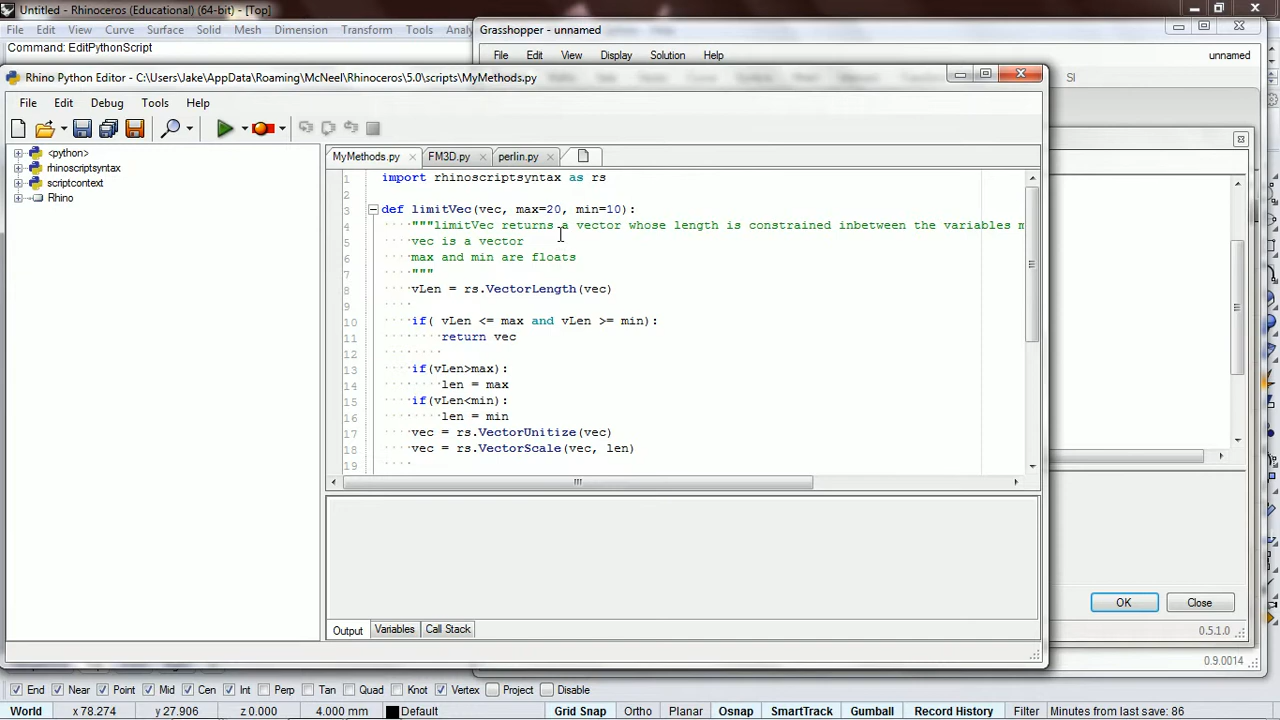 Untitled - Rhinoceros (Educational) (64-bit) - [Top]
File Edit View Curve Surface Solid Mesh Dimension Transform Tools
Command: EditPythonScript
Grasshopper - unnamed
File Edit View Display Solution Help unnamed
Rhino Python Editor - C:\Users\Jake\AppData\Roaming\McNeel\Rhinoceros\5.0\scripts\MyMethods.py
SI
File Edit Debug Tools Help
<python>
rhinoscriptsyntax
scriptcontext
Rhino
MyMethods.py FM3D.py perlin.py
1 import rhinoscriptsyntax as rs
2
3 def limitVec(vec, max=20, min=10):
4 """limitVec returns a vector whose length is constrained inbetween the variables m
5 vec is a vector
6 max and min are floats
7 """
8 vLen = rs.VectorLength(vec)
9
10 if( vLen <= max and vLen >= min):
11 return vec
12
13 if(vLen>max):
14 len = max
15 if(vLen<min):
16 len = min
17 vec = rs.VectorUnitize(vec)
18 vec = rs.VectorScale(vec, len)
19
Output Variables Call Stack
OK Close
0.5.1.0
0.9.0014
End Near Point Mid Cen Int Perp Tan Quad Knot Vertex Project Disable
World x 78.274 y 27.906 z 0.000 4.000 mm Default Grid Snap Ortho Planar Osnap SmartTrack Gumball Record History Filter Minutes from last save: 86